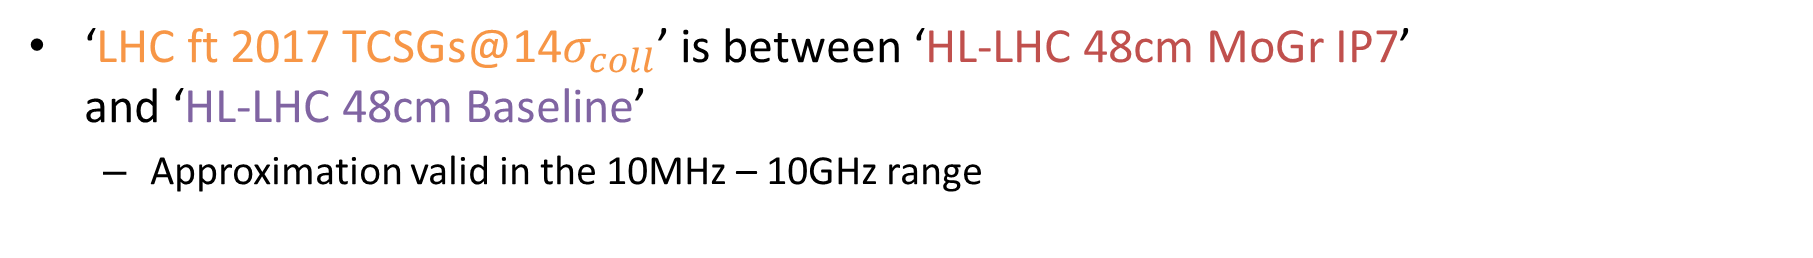 • ‘LHC ft 2017 TCSGs@14σ_coll’ is between ‘HL-LHC 48cm MoGr IP7’
and ‘HL-LHC 48cm Baseline’
– Approximation valid in the 10MHz – 10GHz range